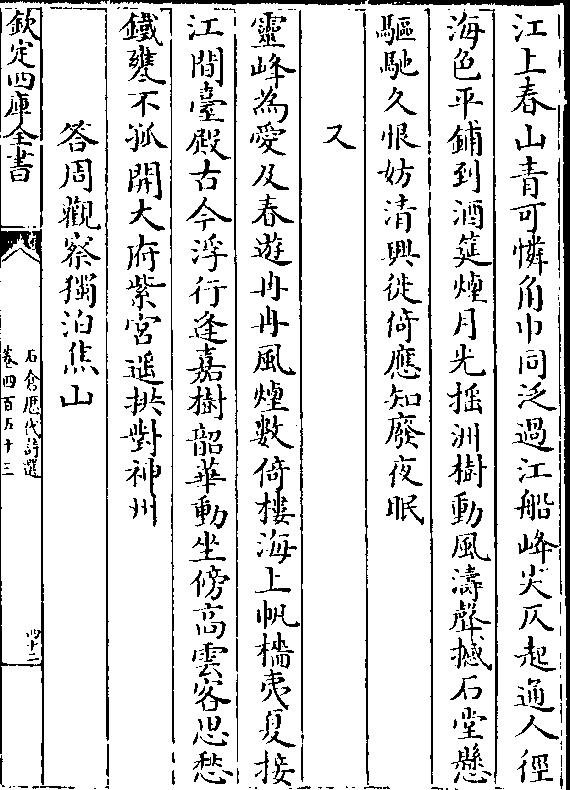 江上春山青可憐角巾同泛過江船峰尖仄起通人徑
海色平鋪到酒筵煙月光揺洲樹動風濤聲撼石堂懸
驅馳久恨妨清興徙倚應知廢夜眠
又
靈峰為愛及春遊冉冉風煙數倚樓海上帆檣夷夏接
江間臺殿古今浮行逢嘉樹韶華動坐傍高雲客思愁
鐵甕不孤開大府紫宮遥拱對神州
答周觀察獨泊焦山
欽定四庫全書
石倉歴代詩選
卷四百五十三
四十二